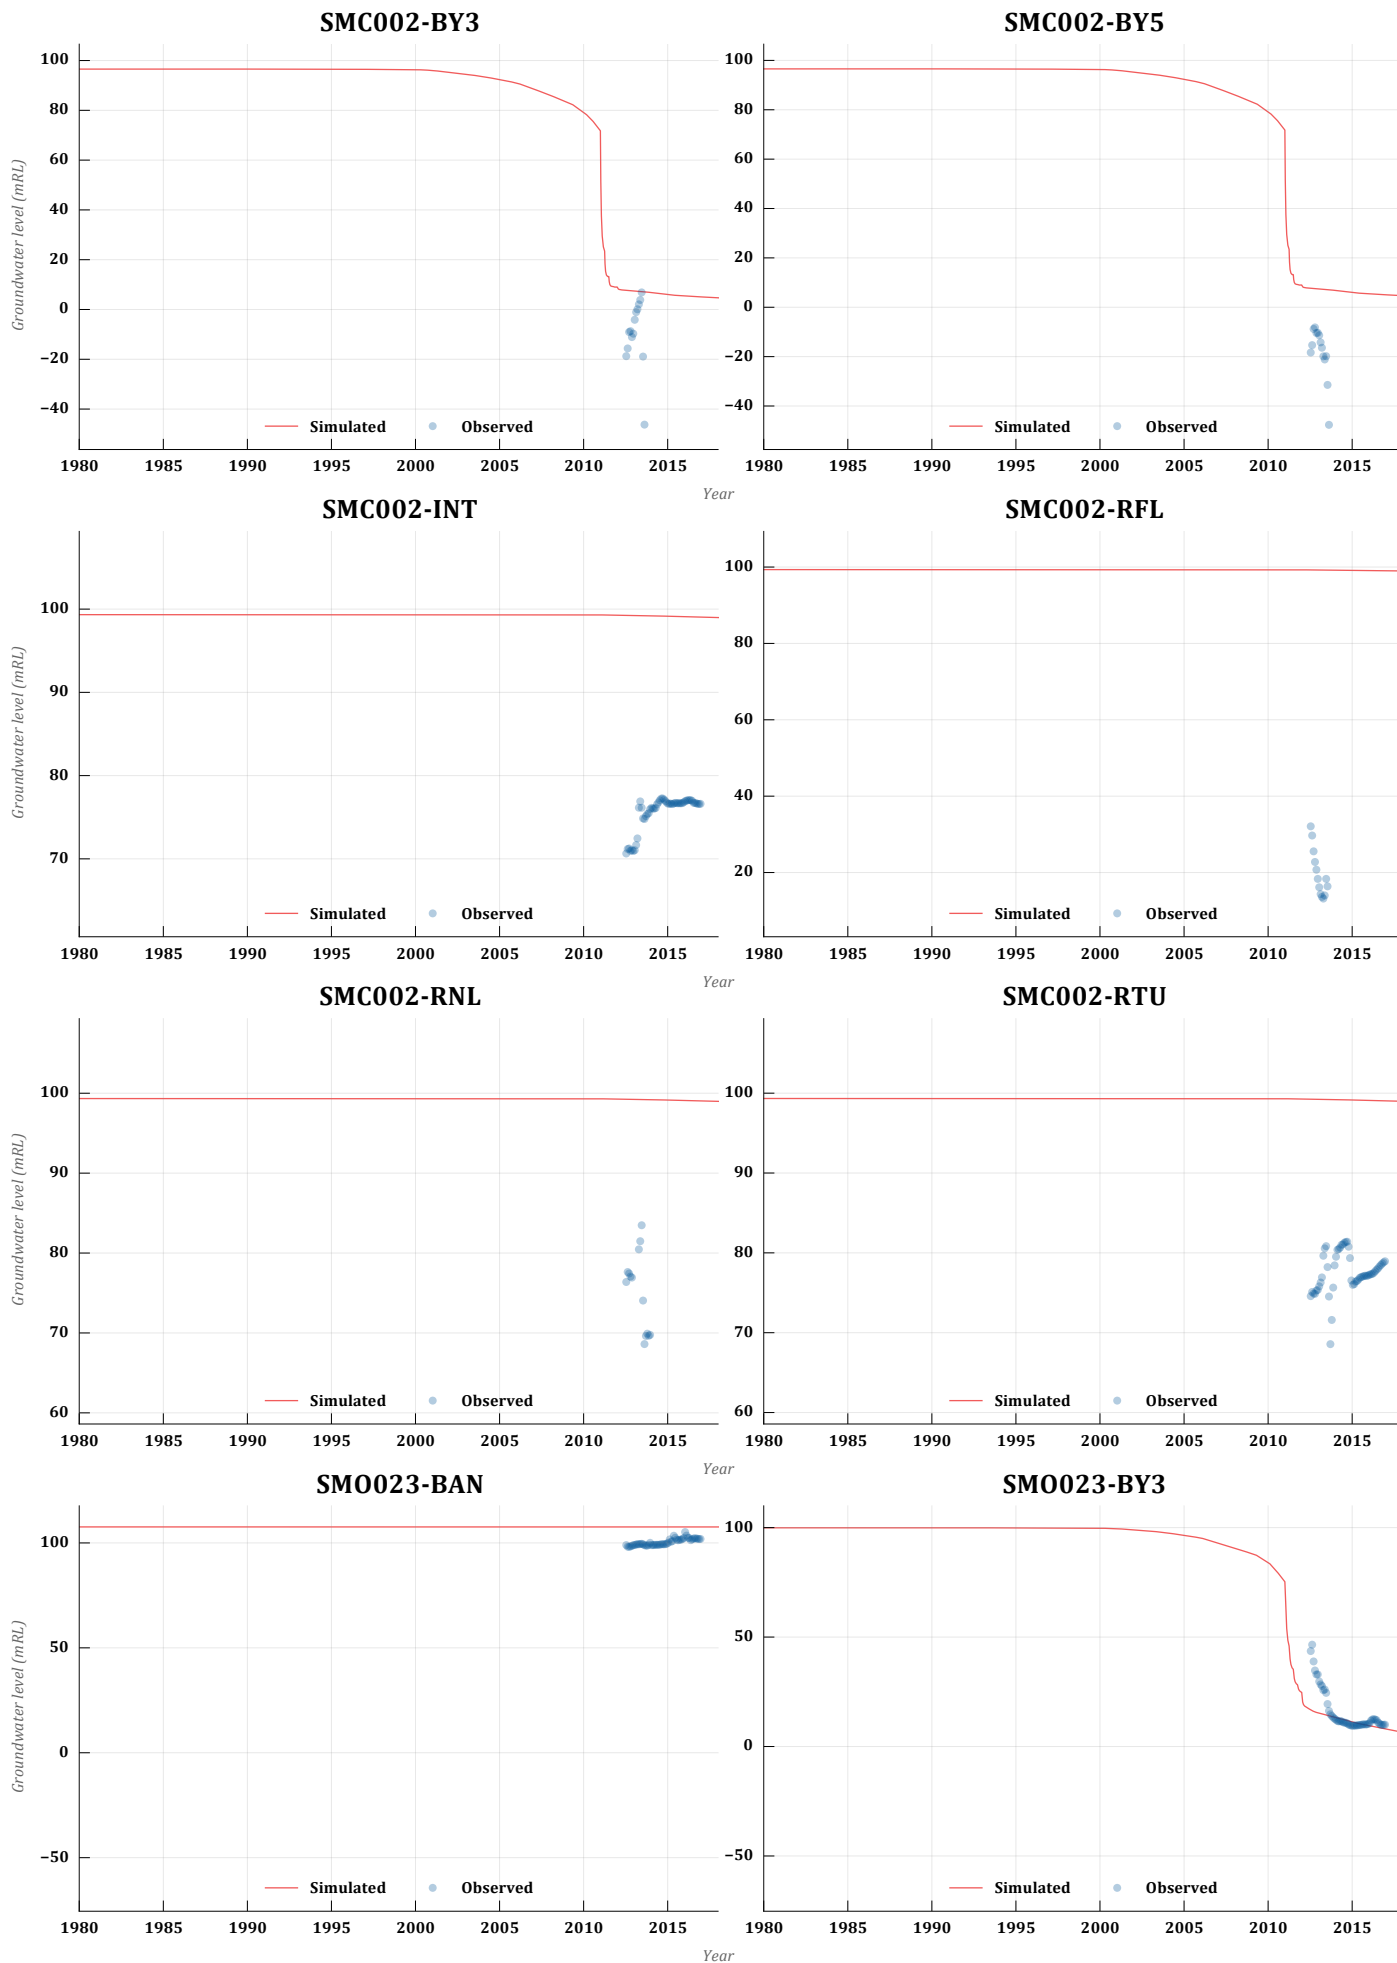 SMC002-BY3
SMC002-BY5
Groundwater level (mRL)
100
80
60
40
20
0
−20
−40
Simulated
Observed
1980 1985 1990 1995 2000 2005 2010 2015
100
80
60
40
20
0
−20
−40
Simulated
Observed
1980 1985 1990 1995 2000 2005 2010 2015
Year
SMC002-INT
SMC002-RFL
Groundwater level (mRL)
100
90
80
70
Simulated
Observed
1980 1985 1990 1995 2000 2005 2010 2015
100
80
60
40
20
Simulated
Observed
1980 1985 1990 1995 2000 2005 2010 2015
Year
SMC002-RNL
SMC002-RTU
Groundwater level (mRL)
100
90
80
70
60
Simulated
Observed
1980 1985 1990 1995 2000 2005 2010 2015
100
90
80
70
60
Simulated
Observed
1980 1985 1990 1995 2000 2005 2010 2015
Year
SMO023-BAN
SMO023-BY3
Groundwater level (mRL)
100
50
0
−50
Simulated
Observed
1980 1985 1990 1995 2000 2005 2010 2015
100
50
0
−50
Simulated
Observed
1980 1985 1990 1995 2000 2005 2010 2015
Year